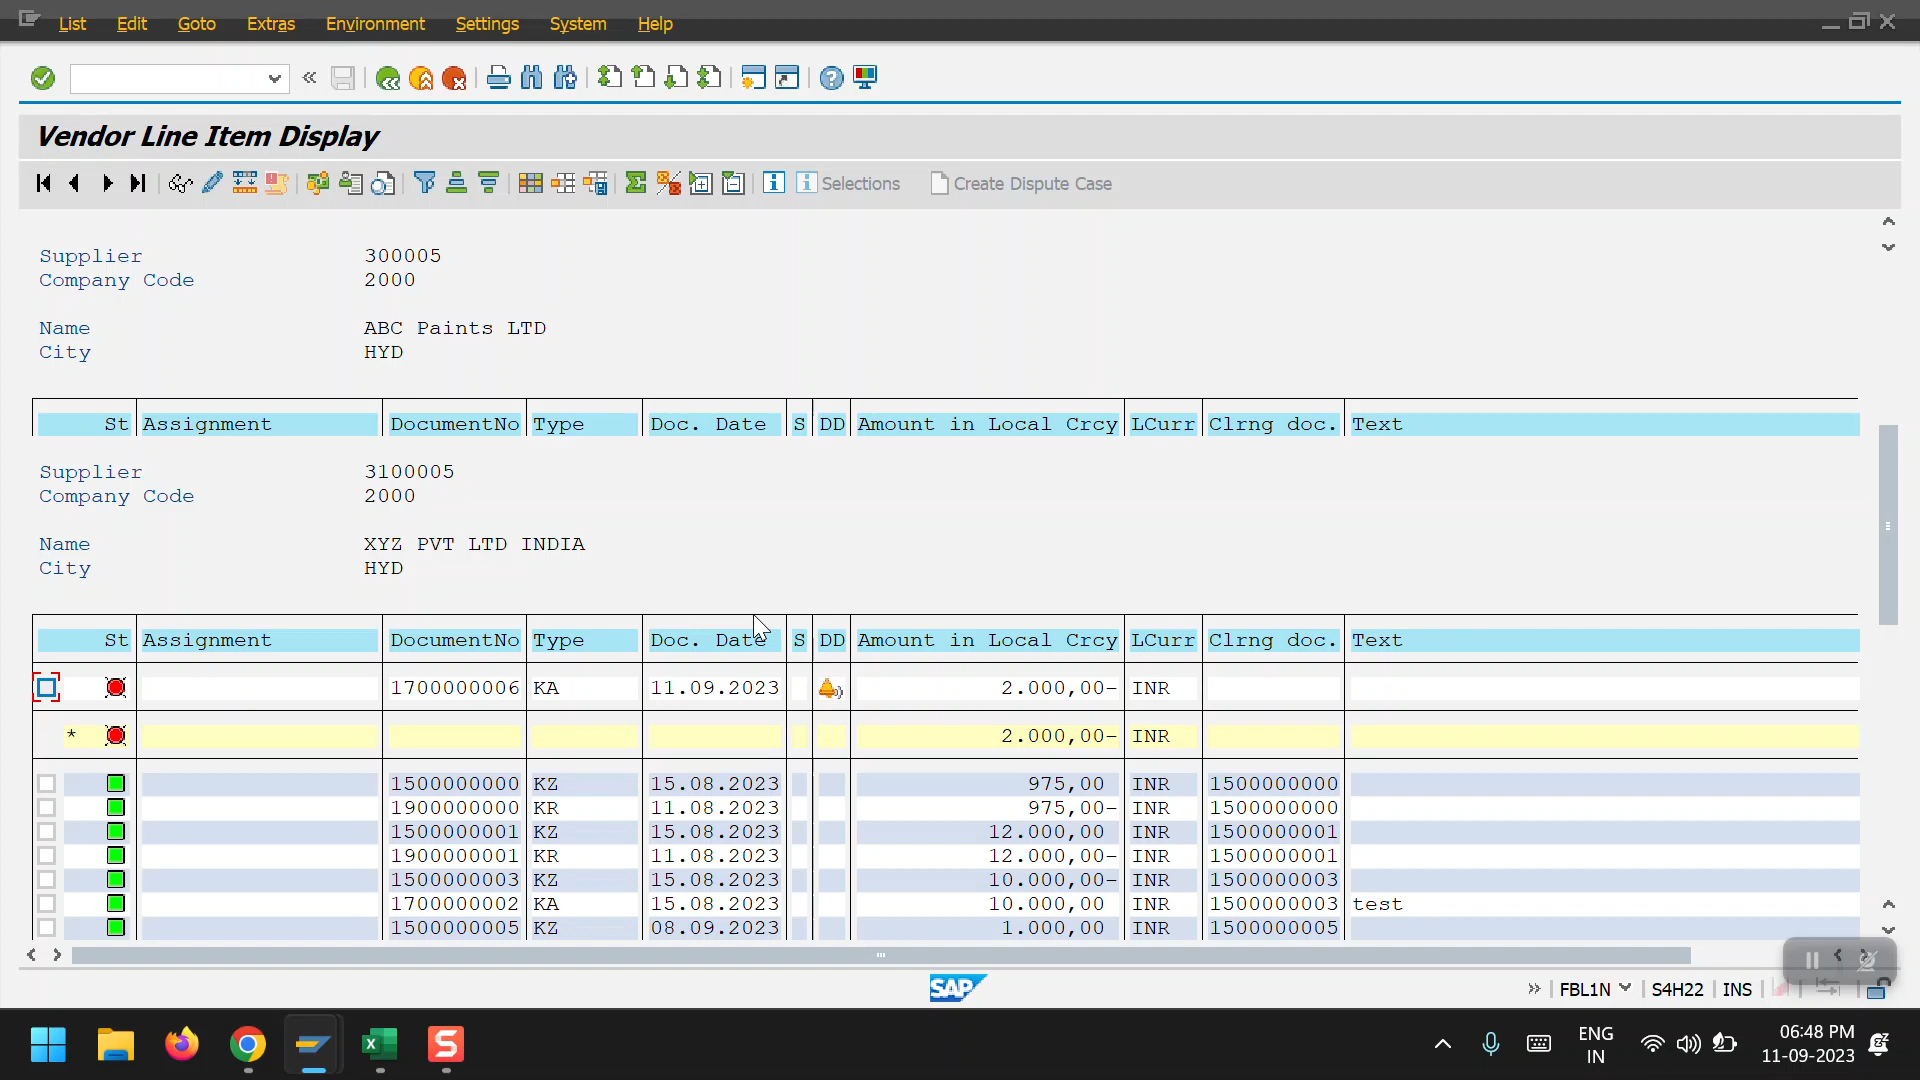 List Edit Goto Extras Environment Settings System Help
Vendor Line Item Display
Selections Create Dispute Case
Supplier 300005
Company Code 2000
Name ABC Paints LTD
City HYD
St Assignment DocumentNo Type Doc. Date S DD Amount in Local Crcy LCurr Clrng doc. Text
Supplier 3100005
Company Code 2000
Name XYZ PVT LTD INDIA
City HYD
St Assignment DocumentNo Type Doc. Date S DD Amount in Local Crcy LCurr Clrng doc. Text
1700000006 KA 11.09.2023 2.000,00- INR
* 2.000,00- INR
1500000000 KZ 15.08.2023 975,00 INR 1500000000
1900000000 KR 11.08.2023 975,00- INR 1500000000
1500000001 KZ 15.08.2023 12.000,00 INR 1500000001
1900000001 KR 11.08.2023 12.000,00- INR 1500000001
1500000003 KZ 15.08.2023 10.000,00- INR 1500000003
1700000002 KA 15.08.2023 10.000,00 INR 1500000003 test
1500000005 KZ 08.09.2023 1.000,00 INR 1500000005
SAP FBL1N S4H22 INS
ENG 06:48 PM
IN 11-09-2023